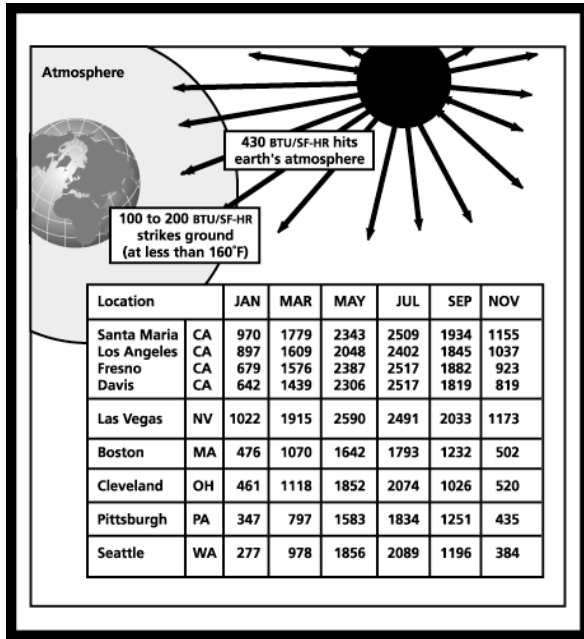 Atmosphere
430 BTU/SF-HR hits
earth's atmosphere
100 to 200 BTU/SF-HR
strikes ground
(at less than 160˚F)
Location JAN MAR MAY JUL SEP NOV
Santa Maria CA 970 1779 2343 2509 1934 1155
Los Angeles CA 897 1609 2048 2402 1845 1037
Fresno CA 679 1576 2387 2517 1882 923
Davis CA 642 1439 2306 2517 1819 819
Las Vegas NV 1022 1915 2590 2491 2033 1173
Boston MA 476 1070 1642 1793 1232 502
Cleveland OH 461 1118 1852 2074 1026 520
Pittsburgh PA 347 797 1583 1834 1251 435
Seattle WA 277 978 1856 2089 1196 384